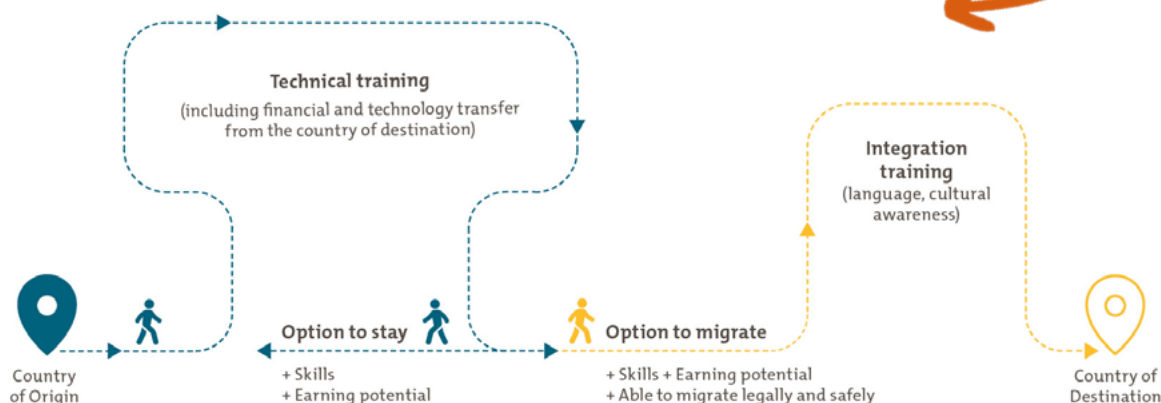 Technical training
(including financial and technology transfer
from the country of destination)
Integration
training
(language, cultural
awareness)
Option to stay
Option to migrate
Country
of Origin
+ Skills
+ Earning potential
+ Skills + Earning potential
+ Able to migrate legally and safely
Country of
Destination